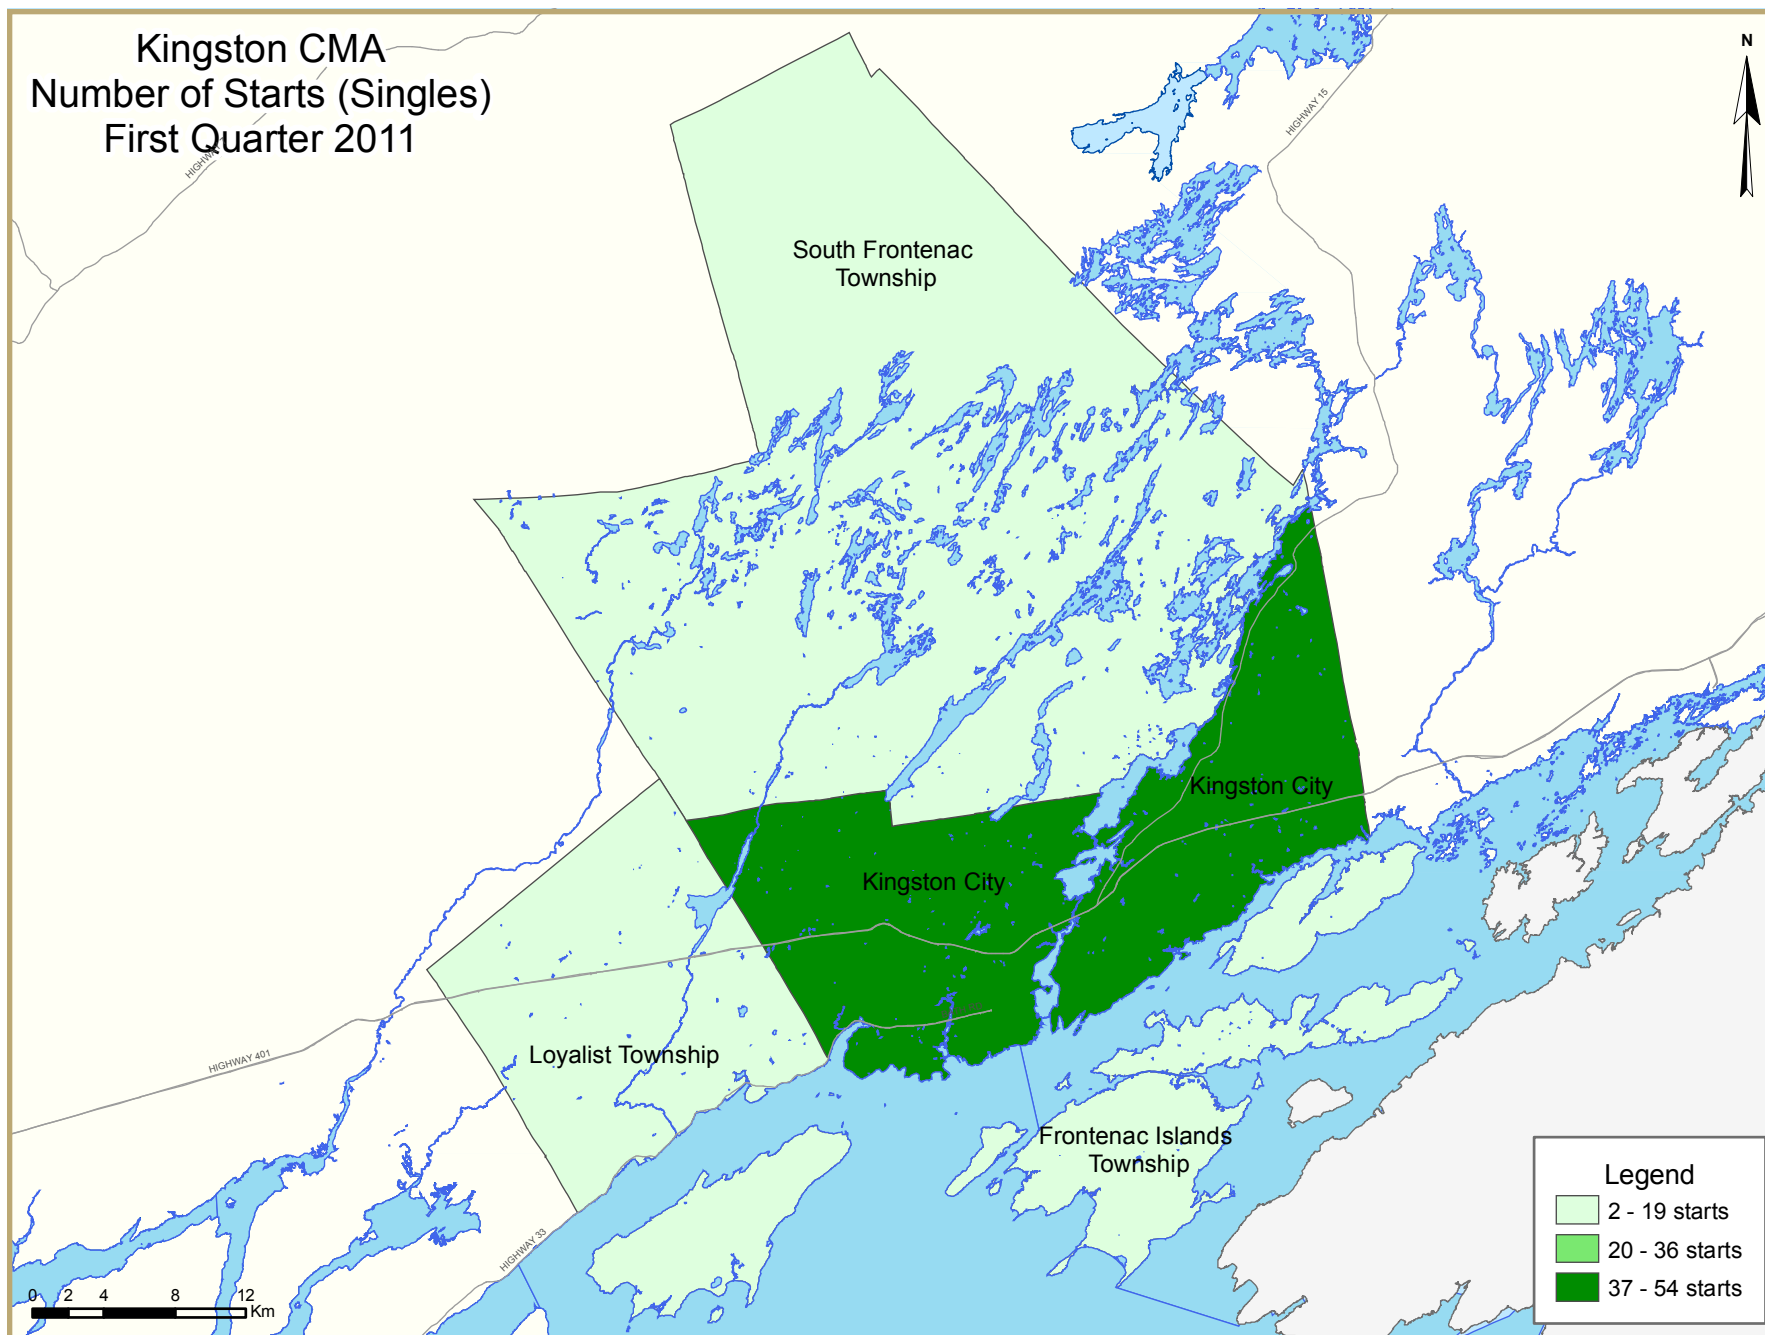 Kingston CMA
Number of Starts (Singles)
First Quarter 2011
HIGHWAY
N
HIGHWAY 15
South Frontenac
Township
Kingston City
Kingston City
Loyalist Township
HIGHWAY 401
Frontenac Islands
Township
HIGHWAY 33
Legend
2 - 19 starts
20 - 36 starts
37 - 54 starts
0 2 4 8 12
Km